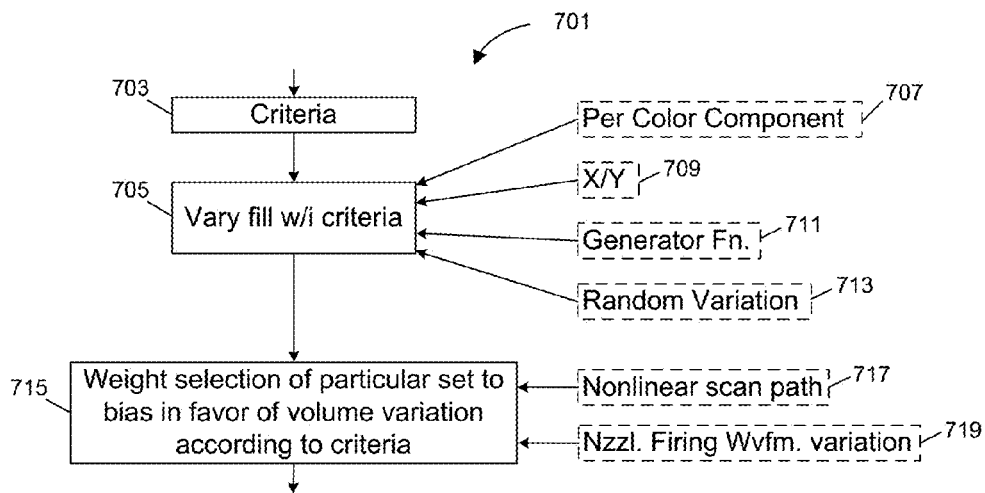 701
703
Criteria
Per Color Component
707
705
Vary fill w/i criteria
X/Y
709
Generator Fn.
711
Random Variation
713
715
Weight selection of particular set to
bias in favor of volume variation
according to criteria
Nonlinear scan path
717
Nzzl. Firing Wvfm. variation
719